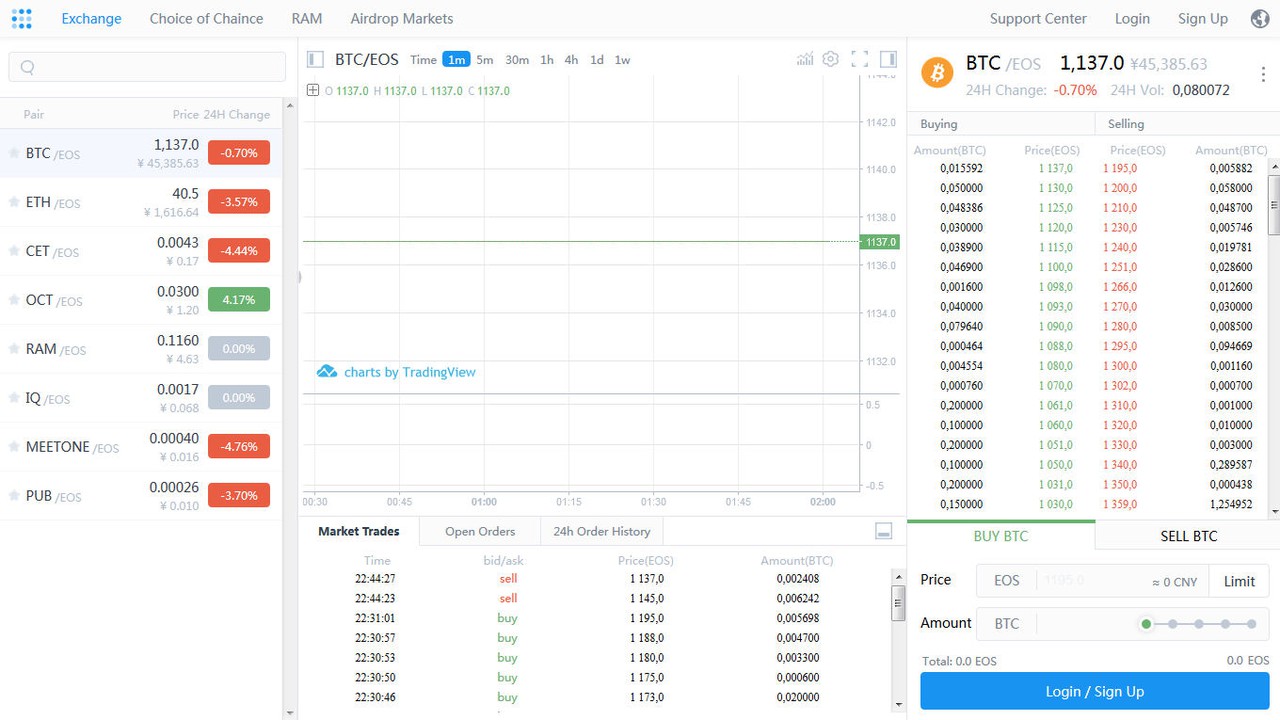 Exchange Choice of Chaince RAM Airdrop Markets Support Center Login Sign Up
Pair Price 24H Change
BTC /EOS 1,137.0 -0.70%
¥ 45,385.63
ETH /EOS 40.5 -3.57%
¥ 1,616.64
CET /EOS 0.0043 -4.44%
¥ 0.17
OCT /EOS 0.0300 4.17%
¥ 1.20
RAM /EOS 0.1160 0.00%
¥ 4.63
IQ /EOS 0.0017 0.00%
¥ 0.068
MEETONE /EOS 0.00040 -4.76%
¥ 0.016
PUB /EOS 0.00026 -3.70%
¥ 0.010
BTC/EOS Time 1m 5m 30m 1h 4h 1d 1w
O 1137.0 H 1137.0 L 1137.0 C 1137.0
1144.0
1142.0
1140.0
1138.0
1137.0
1136.0
1134.0
1132.0
charts by TradingView
0.5
0
-0.5
00:30 00:45 01:00 01:15 01:30 01:45 02:00
Market Trades Open Orders 24h Order History
Time bid/ask Price(EOS) Amount(BTC)
22:44:27 sell 1 137,0 0,002408
22:44:23 sell 1 145,0 0,006242
22:31:01 buy 1 195,0 0,005698
22:30:57 buy 1 188,0 0,004700
22:30:53 buy 1 180,0 0,003300
22:30:50 buy 1 175,0 0,000600
22:30:46 buy 1 173,0 0,020000
BTC /EOS 1,137.0 ¥45,385.63
24H Change: -0.70% 24H Vol: 0,080072
Buying Selling
Amount(BTC) Price(EOS) Price(EOS) Amount(BTC)
0,015592 1 137,0 1 195,0 0,005882
0,050000 1 130,0 1 200,0 0,058000
0,048386 1 125,0 1 210,0 0,048700
0,030000 1 120,0 1 230,0 0,005746
0,038900 1 115,0 1 240,0 0,019781
0,046900 1 100,0 1 251,0 0,028600
0,001600 1 098,0 1 266,0 0,012600
0,040000 1 093,0 1 270,0 0,030000
0,079640 1 090,0 1 280,0 0,008500
0,000464 1 088,0 1 295,0 0,094669
0,004554 1 080,0 1 300,0 0,001160
0,000760 1 070,0 1 302,0 0,000700
0,200000 1 061,0 1 310,0 0,001000
0,100000 1 060,0 1 320,0 0,010000
0,200000 1 051,0 1 330,0 0,003000
0,100000 1 050,0 1 340,0 0,289587
0,200000 1 031,0 1 350,0 0,000438
0,150000 1 030,0 1 359,0 1,254952
BUY BTC SELL BTC
Price EOS 1195.0 ≈ 0 CNY Limit
Amount BTC
Total: 0.0 EOS 0.0 EOS
Login / Sign Up